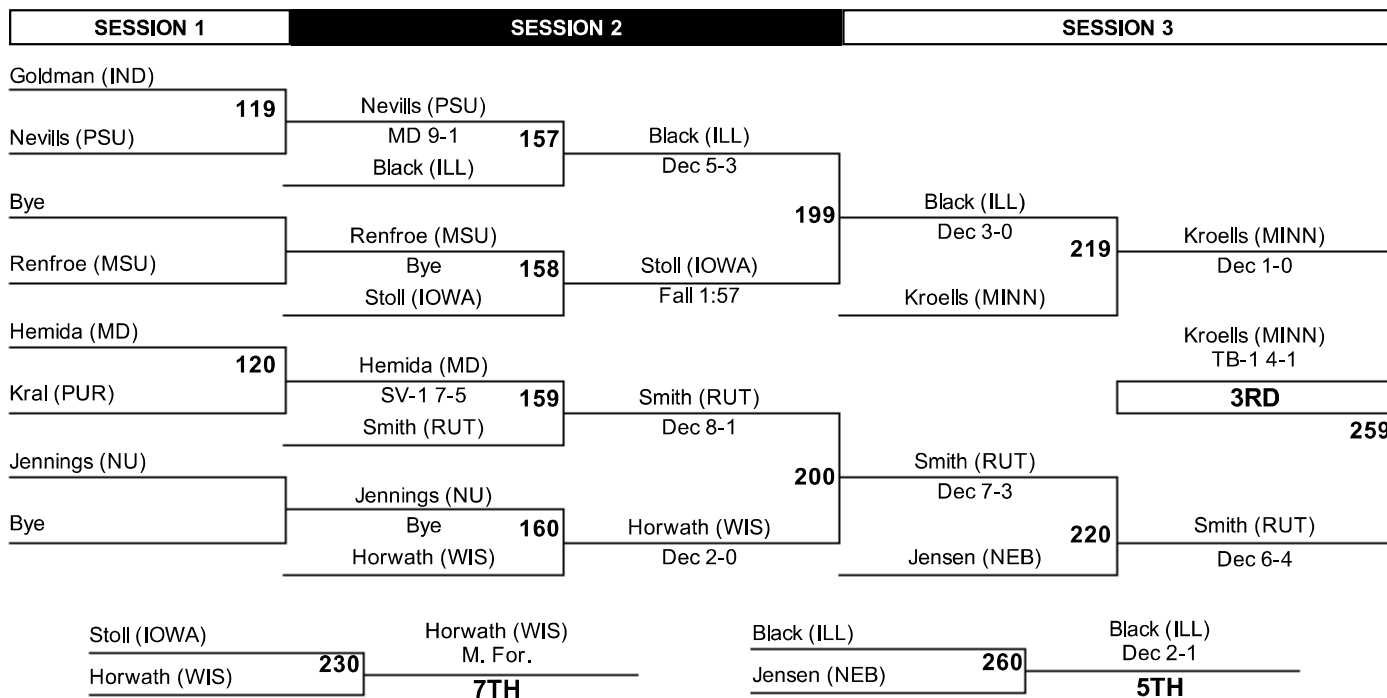 SESSION 1
SESSION 2
SESSION 3
Goldman (IND)
119
Nevills (PSU)
Bye
Renfroe (MSU)
Hemida (MD)
120
Kral (PUR)
Jennings (NU)
Bye
Nevills (PSU)
MD 9-1
157
Black (ILL)
Renfroe (MSU)
Bye
158
Stoll (IOWA)
Hemida (MD)
SV-1 7-5
159
Smith (RUT)
Jennings (NU)
Bye
160
Horwath (WIS)
Black (ILL)
Dec 5-3
199
Stoll (IOWA)
Fall 1:57
Smith (RUT)
Dec 8-1
200
Horwath (WIS)
Dec 2-0
Black (ILL)
Dec 3-0
219
Kroells (MINN)
Smith (RUT)
Dec 7-3
220
Jensen (NEB)
Kroells (MINN)
Dec 1-0
Kroells (MINN)
TB-1 4-1
3RD
259
Smith (RUT)
Dec 6-4
Stoll (IOWA)
230
Horwath (WIS)
Horwath (WIS)
M. For.
7TH
Black (ILL)
260
Jensen (NEB)
Black (ILL)
Dec 2-1
5TH